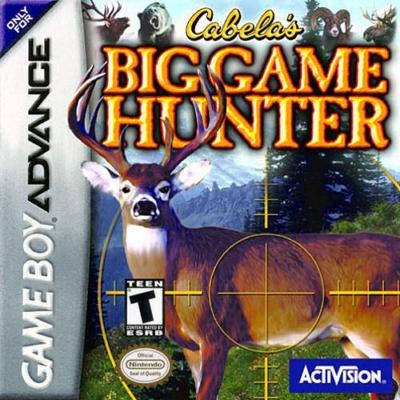 ONLY
FOR
GAME BOY ADVANCE
Cabela's
BIG GAME
HUNTER
TEEN
T
CONTENT RATED BY
ESRB
Official
Nintendo
Seal of Quality
ACTIVISION.